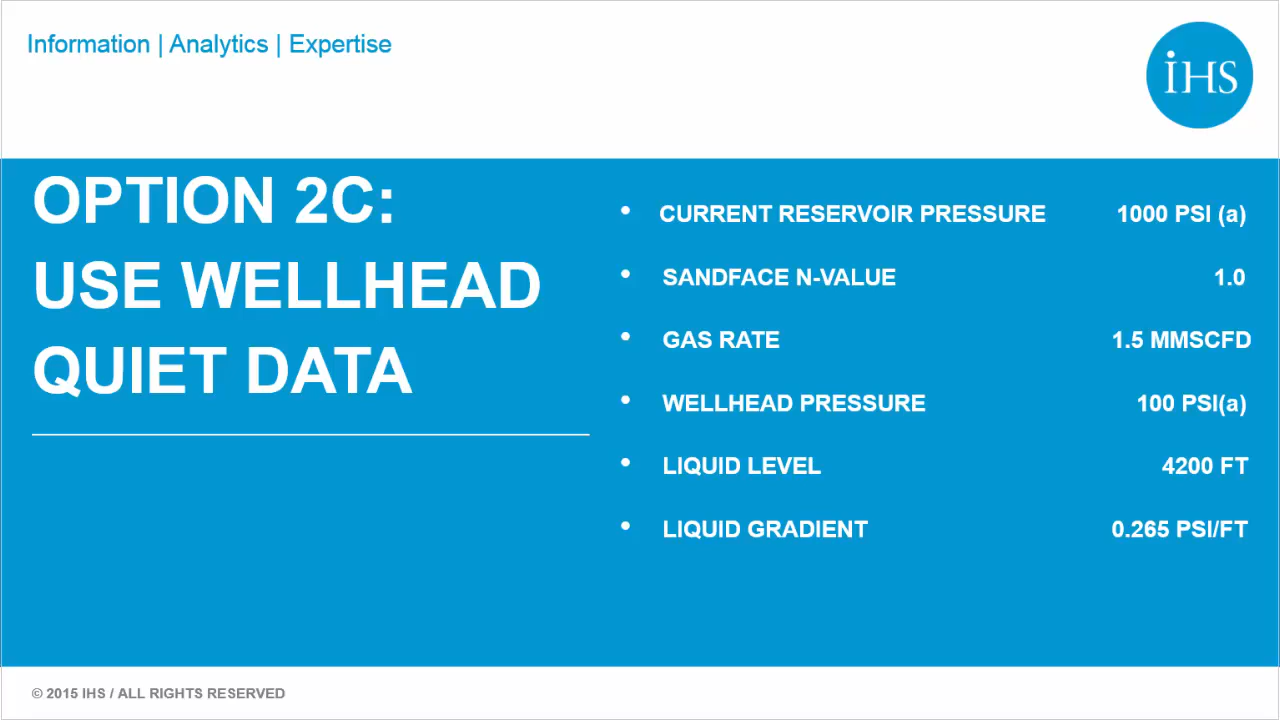 Information | Analytics | Expertise
iHS
OPTION 2C:
USE WELLHEAD
QUIET DATA
• CURRENT RESERVOIR PRESSURE 1000 PSI (a)
• SANDFACE N-VALUE 1.0
• GAS RATE 1.5 MMSCFD
• WELLHEAD PRESSURE 100 PSI(a)
• LIQUID LEVEL 4200 FT
• LIQUID GRADIENT 0.265 PSI/FT
© 2015 IHS / ALL RIGHTS RESERVED